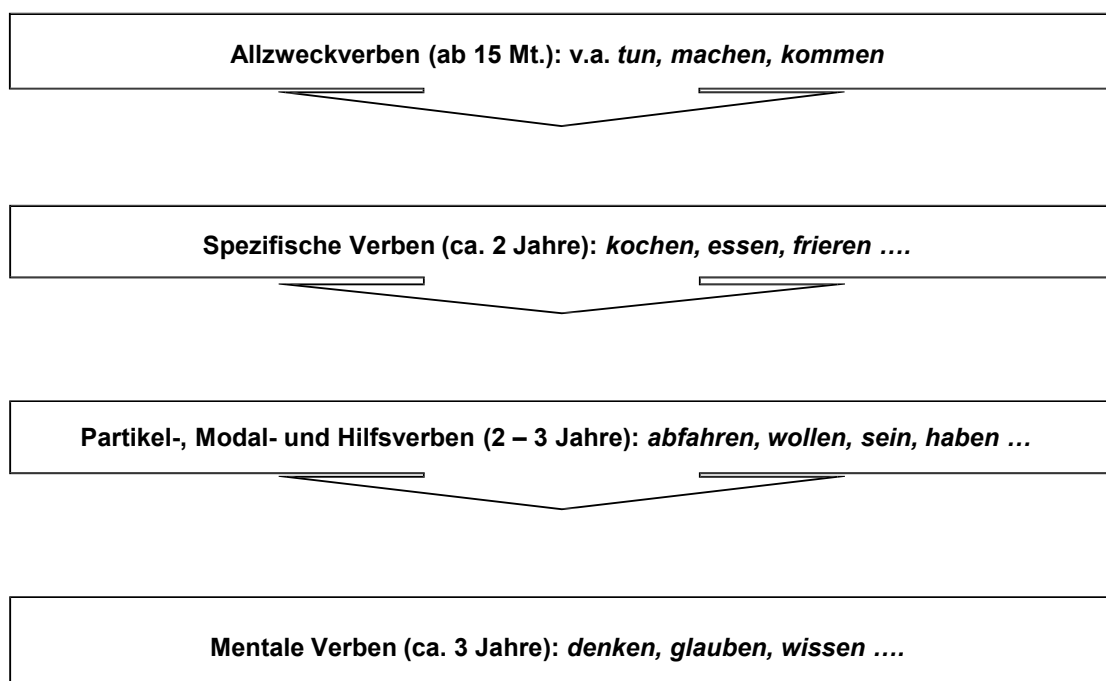 Allzweckverben (ab 15 Mt.): v.a. tun, machen, kommen
Spezifische Verben (ca. 2 Jahre): kochen, essen, frieren ….
Partikel-, Modal- und Hilfsverben (2 – 3 Jahre): abfahren, wollen, sein, haben …
Mentale Verben (ca. 3 Jahre): denken, glauben, wissen ….